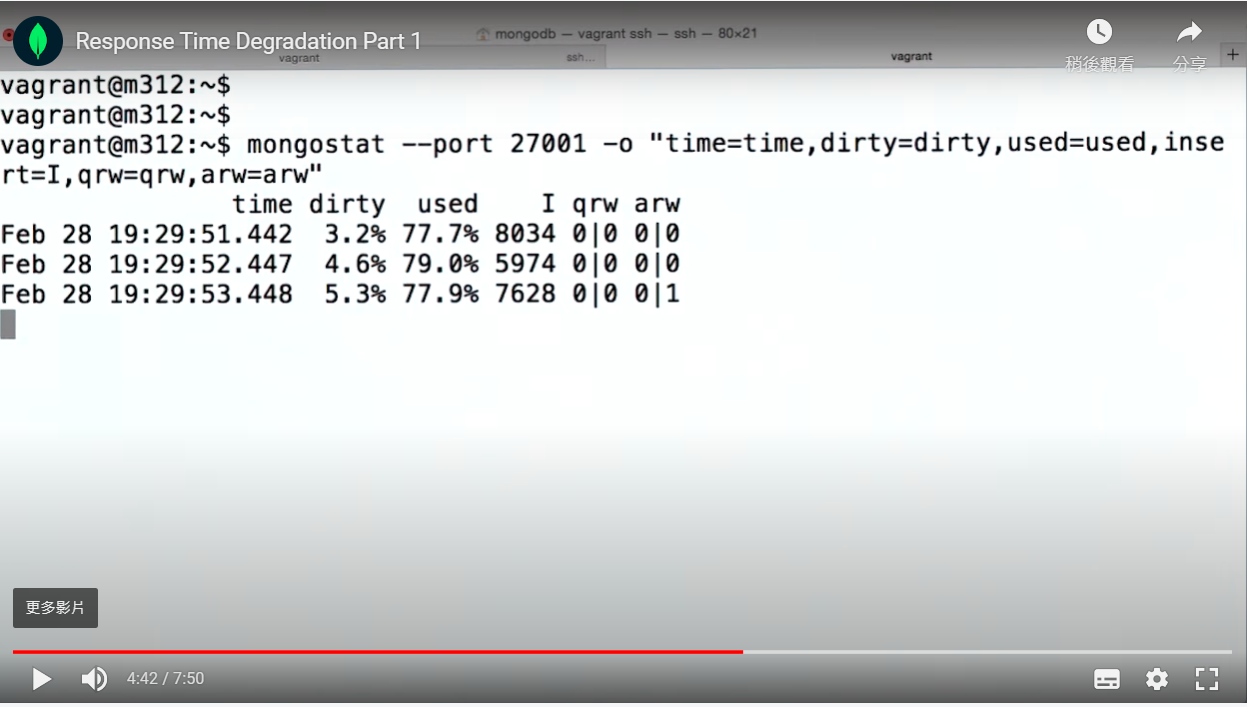 mongodb — vagrant ssh — ssh — 80×21
Response Time Degradation Part 1
稍後觀看
分享
vagrant
ssh...
vagrant
+
vagrant@m312:~$
vagrant@m312:~$
vagrant@m312:~$ mongostat --port 27001 -o "time=time,dirty=dirty,used=used,inse
rt=I,qrw=qrw,arw=arw"
time dirty used I qrw arw
Feb 28 19:29:51.442 3.2% 77.7% 8034 0|0 0|0
Feb 28 19:29:52.447 4.6% 79.0% 5974 0|0 0|0
Feb 28 19:29:53.448 5.3% 77.9% 7628 0|0 0|1
更多影片
4:42 / 7:50